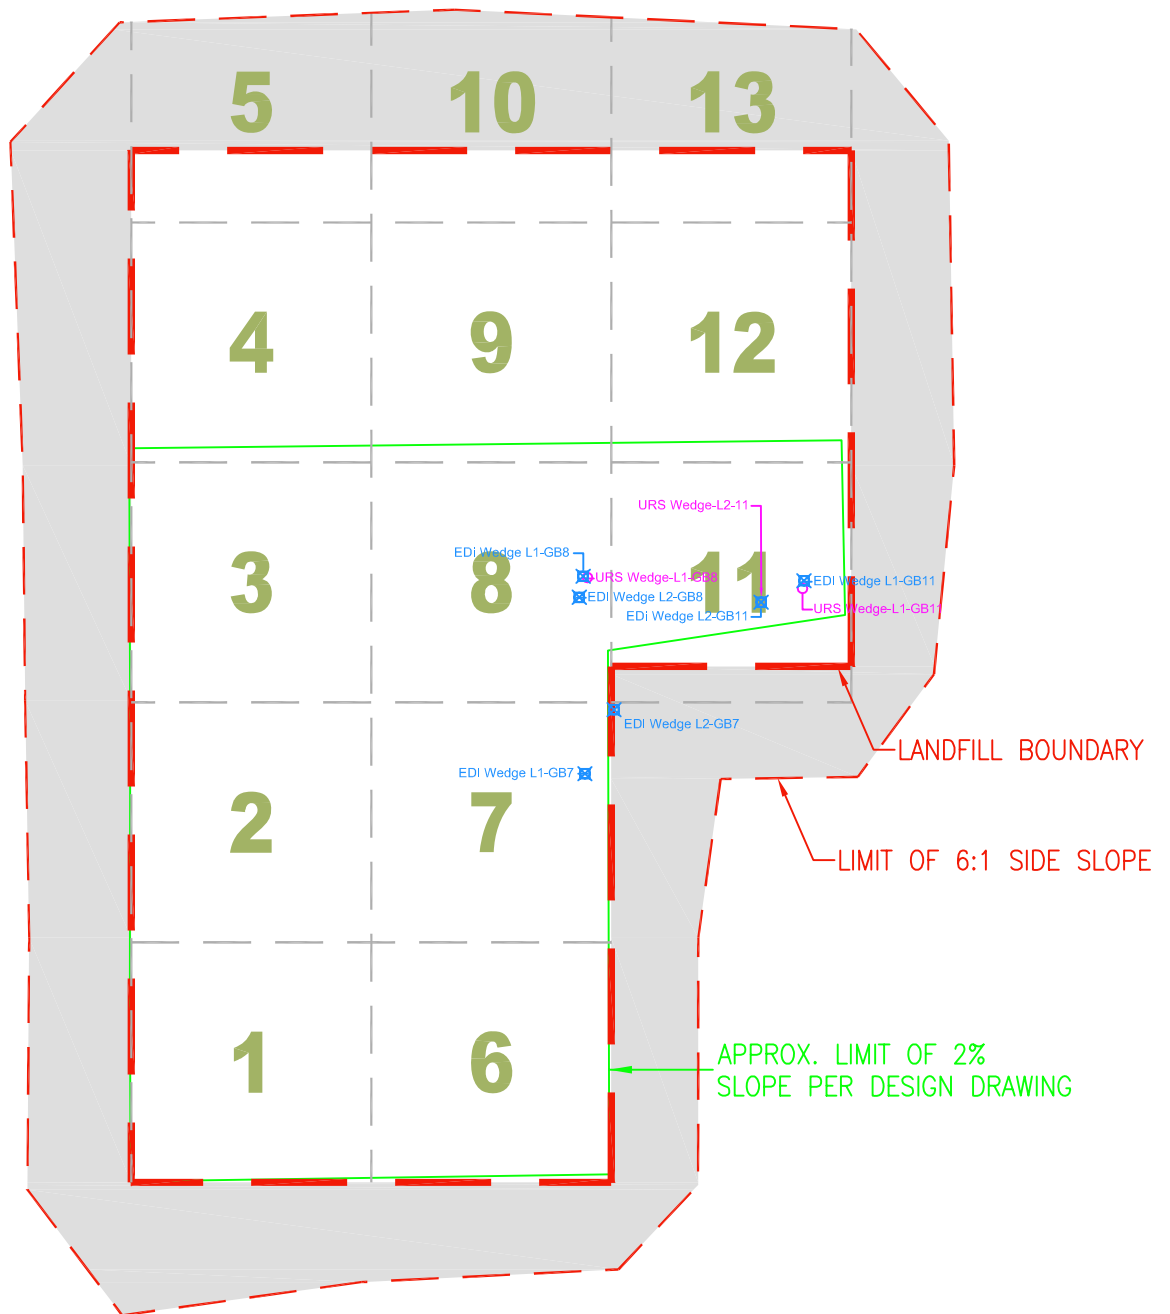 5
10
13
4
9
12
URS Wedge-L2-11
EDi Wedge L1-GB8
3
8
11
URS Wedge-L1-GB8
EDI Wedge L1-GB11
EDI Wedge L2-GB8
URS Wedge-L1-GB11
EDi Wedge L2-GB11
EDI Wedge L2-GB7
LANDFILL BOUNDARY
EDI Wedge L1-GB7
2
7
LIMIT OF 6:1 SIDE SLOPE
1
6
APPROX. LIMIT OF 2%
SLOPE PER DESIGN DRAWING